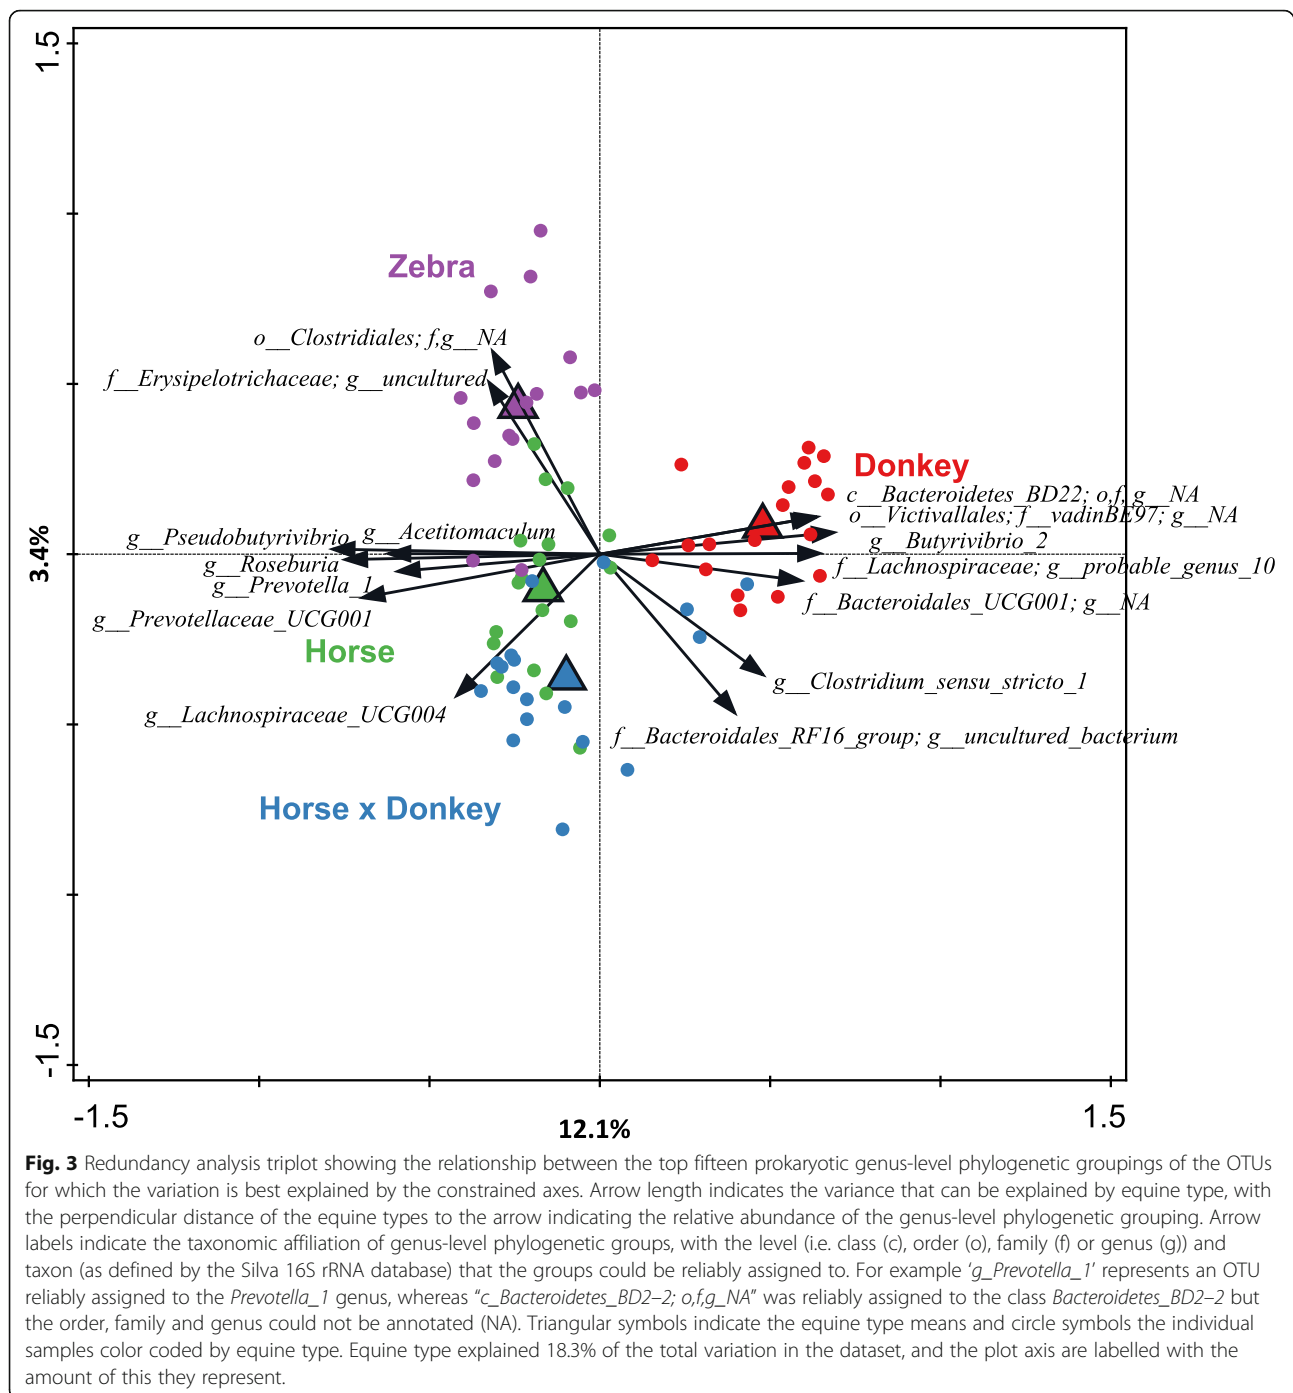 1.5
Zebra
o__Clostridiales; f,g__NA
f__Erysipelotrichaceae; g__uncultured
Donkey
c__Bacteroidetes_BD22; o,f,g__NA
o__Victivallales; f__vadinBE97; g__NA
g__Pseudobutyrivibrio
g__Acetitomaculum
g__Butyrivibrio_2
3.4%
g__Roseburia
f__Lachnospiraceae; g__probable_genus_10
g__Prevotella_1
f__Bacteroidales_UCG001; g__NA
g__Prevotellaceae_UCG001
Horse
g__Clostridium_sensu_stricto_1
g__Lachnospiraceae_UCG004
f__Bacteroidales_RF16_group; g__uncultured_bacterium
Horse x Donkey
-1.5
-1.5
12.1%
1.5
Fig. 3 Redundancy analysis triplot showing the relationship between the top fifteen prokaryotic genus-level phylogenetic groupings of the OTUs
for which the variation is best explained by the constrained axes. Arrow length indicates the variance that can be explained by equine type, with
the perpendicular distance of the equine types to the arrow indicating the relative abundance of the genus-level phylogenetic grouping. Arrow
labels indicate the taxonomic affiliation of genus-level phylogenetic groups, with the level (i.e. class (c), order (o), family (f) or genus (g)) and
taxon (as defined by the Silva 16S rRNA database) that the groups could be reliably assigned to. For example ‘g_Prevotella_1’ represents an OTU
reliably assigned to the Prevotella_1 genus, whereas “c_Bacteroidetes_BD2–2; o,f,g_NA” was reliably assigned to the class Bacteroidetes_BD2–2 but
the order, family and genus could not be annotated (NA). Triangular symbols indicate the equine type means and circle symbols the individual
samples color coded by equine type. Equine type explained 18.3% of the total variation in the dataset, and the plot axis are labelled with the
amount of this they represent.